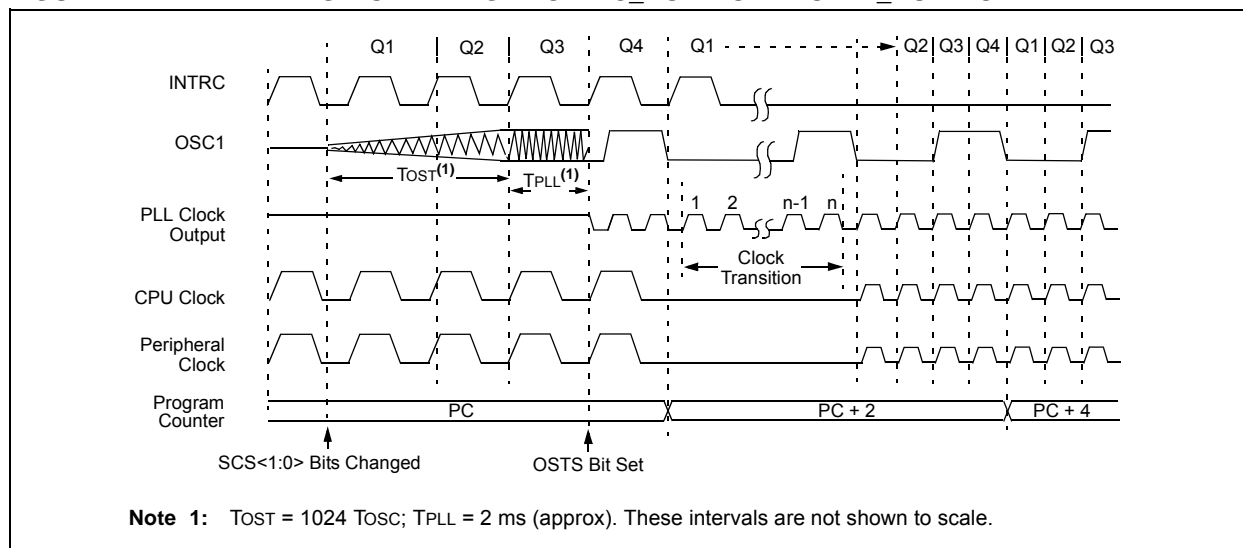 Q1 Q2 Q3 Q4 Q1 Q2 Q3 Q4 Q1 Q2 Q3
INTRC
OSC1
TOST(1) TPLL(1)
PLL Clock
Output
1 2 n-1 n
Clock
Transition
CPU Clock
Peripheral
Clock
Program
Counter
PC PC + 2 PC + 4
SCS<1:0> Bits Changed OSTS Bit Set
Note 1: TOST = 1024 TOSC; TPLL = 2 ms (approx). These intervals are not shown to scale.